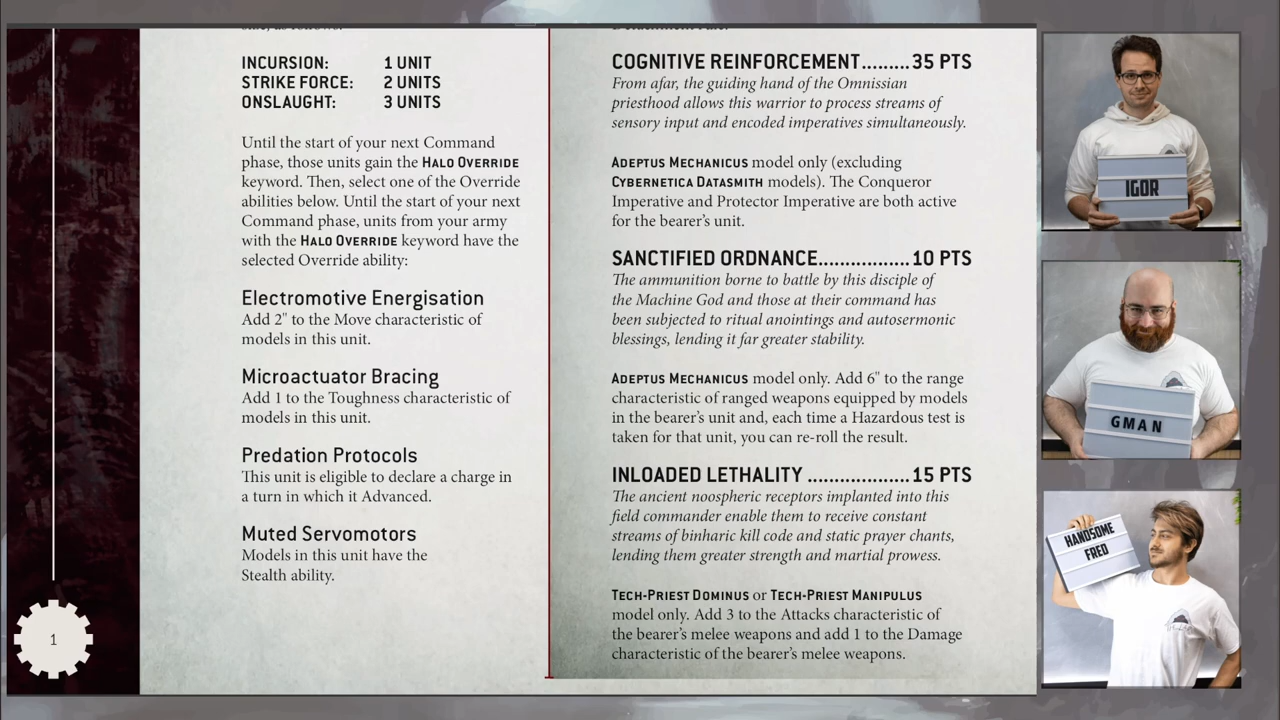 INCURSION: 1 UNIT
STRIKE FORCE: 2 UNITS
ONSLAUGHT: 3 UNITS
Until the start of your next Command
phase, those units gain the HALO OVERRIDE
keyword. Then, select one of the Override
abilities below. Until the start of your next
Command phase, units from your army
with the HALO OVERRIDE keyword have the
selected Override ability:
Electromotive Energisation
Add 2" to the Move characteristic of
models in this unit.
Microactuator Bracing
Add 1 to the Toughness characteristic of
models in this unit.
Predation Protocols
This unit is eligible to declare a charge in
a turn in which it Advanced.
Muted Servomotors
Models in this unit have the
Stealth ability.
1
COGNITIVE REINFORCEMENT.........35 PTS
From afar, the guiding hand of the Omnissian
priesthood allows this warrior to process streams of
sensory input and encoded imperatives simultaneously.
ADEPTUS MECHANICUS model only (excluding
CYBERNETICA DATASMITH models). The Conqueror
Imperative and Protector Imperative are both active
for the bearer's unit.
SANCTIFIED ORDNANCE.................10 PTS
The ammunition borne to battle by this disciple of
the Machine God and those at their command has
been subjected to ritual anointings and autosermonic
blessings, lending it far greater stability.
ADEPTUS MECHANICUS model only. Add 6" to the range
characteristic of ranged weapons equipped by models
in the bearer's unit and, each time a Hazardous test is
taken for that unit, you can re-roll the result.
INLOADED LETHALITY ...................15 PTS
The ancient noospheric receptors implanted into this
field commander enable them to receive constant
streams of binharic kill code and static prayer chants,
lending them greater strength and martial prowess.
TECH-PRIEST DOMINUS or TECH-PRIEST MANIPULUS
model only. Add 3 to the Attacks characteristic of
the bearer's melee weapons and add 1 to the Damage
characteristic of the bearer's melee weapons.
IGOR
GMAN
HANDSOME
FRED